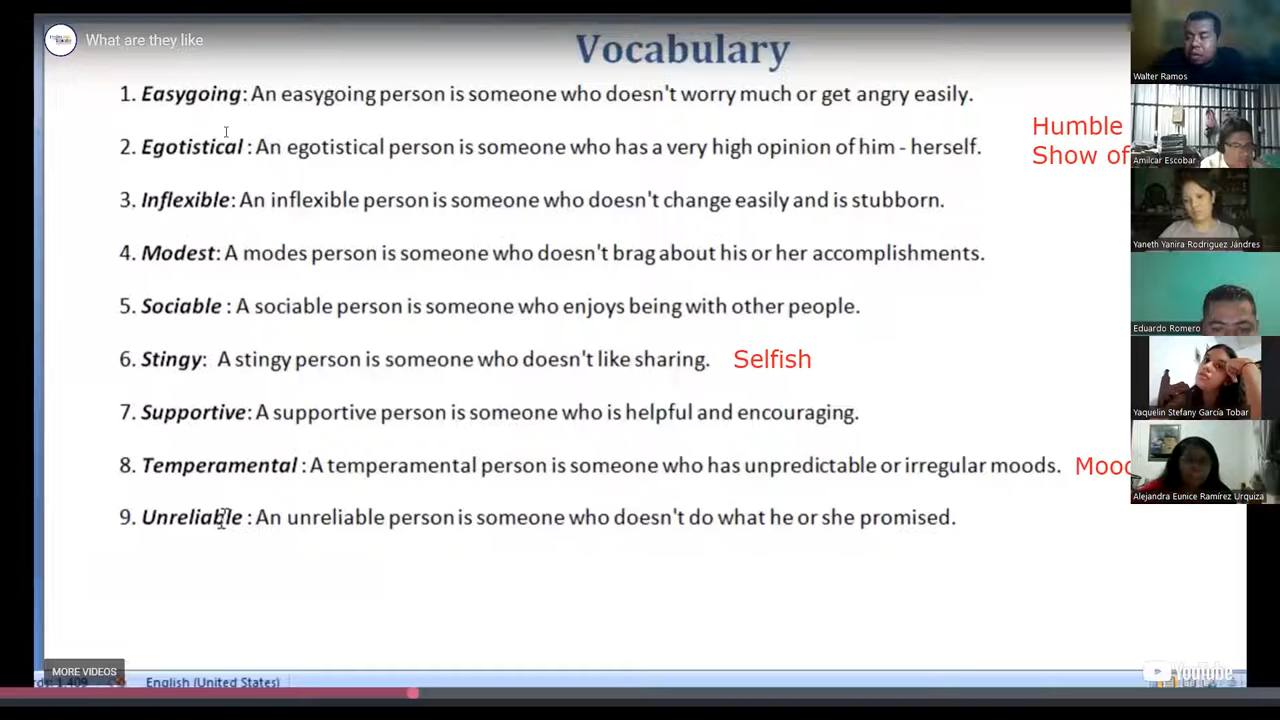 What are they like
Vocabulary
1. Easygoing: An easygoing person is someone who doesn't worry much or get angry easily.
2. Egotistical : An egotistical person is someone who has a very high opinion of him - herself.
3. Inflexible: An inflexible person is someone who doesn't change easily and is stubborn.
4. Modest: A modes person is someone who doesn't brag about his or her accomplishments.
5. Sociable : A sociable person is someone who enjoys being with other people.
6. Stingy: A stingy person is someone who doesn't like sharing. Selfish
7. Supportive: A supportive person is someone who is helpful and encouraging.
8. Temperamental : A temperamental person is someone who has unpredictable or irregular moods.
9. Unreliable : An unreliable person is someone who doesn't do what he or she promised.
Humble
Show of
Walter Ramos
Amilcar Escobar
Yaneth Yanira Rodriguez Jandres
Eduardo Romero
Yaquelin Stefany García Tobar
Alejandra Eunice Ramírez Urquiza
MORE VIDEOS
YouTube
1,409
English (United States)